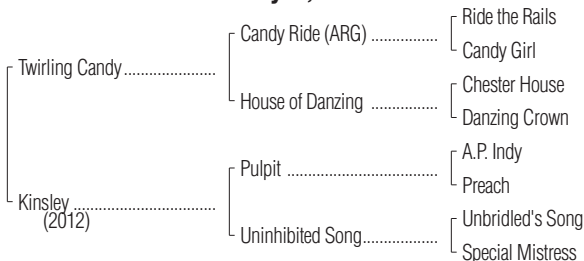 Ride the Rails
Candy Ride (ARG) ................
Candy Girl
Twirling Candy......................
Chester House
House of Danzing ................
Danzing Crown
A.P. Indy
Pulpit ....................................
Preach
Kinsley ..................................
(2012)
Unbridled's Song
Uninhibited Song..................
Special Mistress